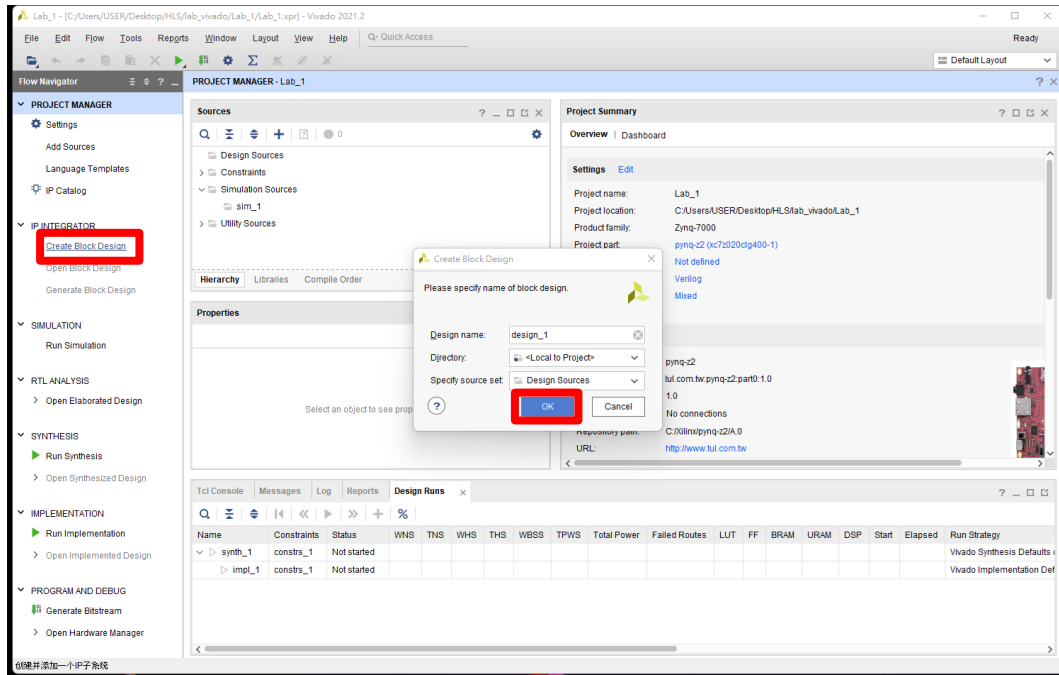 Lab_1 - [C:/Users/USER/Desktop/HLS/lab_vivado/Lab_1/Lab_1.xpr] - Vivado 2021.2
File Edit Flow Tools Reports Window Layout View Help Q- Quick Access Ready
Default Layout
Flow Navigator
PROJECT MANAGER - Lab_1
PROJECT MANAGER
Settings
Add Sources
Language Templates
IP Catalog
IP INTEGRATOR
Create Block Design
Open Block Design
Generate Block Design
SIMULATION
Run Simulation
RTL ANALYSIS
Open Elaborated Design
SYNTHESIS
Run Synthesis
Open Synthesized Design
IMPLEMENTATION
Run Implementation
Open Implemented Design
PROGRAM AND DEBUG
Generate Bitstream
Open Hardware Manager
Sources
0
Design Sources
Constraints
Simulation Sources
sim_1
Utility Sources
Hierarchy Libraries Compile Order
Properties
Select an object to see prop
Project Summary
Overview | Dashboard
Settings Edit
Project name: Lab_1
Project location: C:/Users/USER/Desktop/HLS/lab_vivado/Lab_1
Product family: Zynq-7000
Project part: pynq-z2 (xc7z020clg400-1)
Not defined
Verilog
Mixed
pynq-z2
tul.com.tw:pynq-z2:part0:1.0
1.0
No connections
Repository path: C:/Xilinx/pynq-z2/A.0
URL: http://www.tul.com.tw
Create Block Design
Please specify name of block design.
Design name: design_1
Directory: <Local to Project>
Specify source set: Design Sources
OK Cancel
Tcl Console Messages Log Reports Design Runs
Name Constraints Status WNS TNS WHS THS WBSS TPWS Total Power Failed Routes LUT FF BRAM URAM DSP Start Elapsed Run Strategy
synth_1 constrs_1 Not started Vivado Synthesis Defaults
impl_1 constrs_1 Not started Vivado Implementation Def
创建并添加一个IP子系统